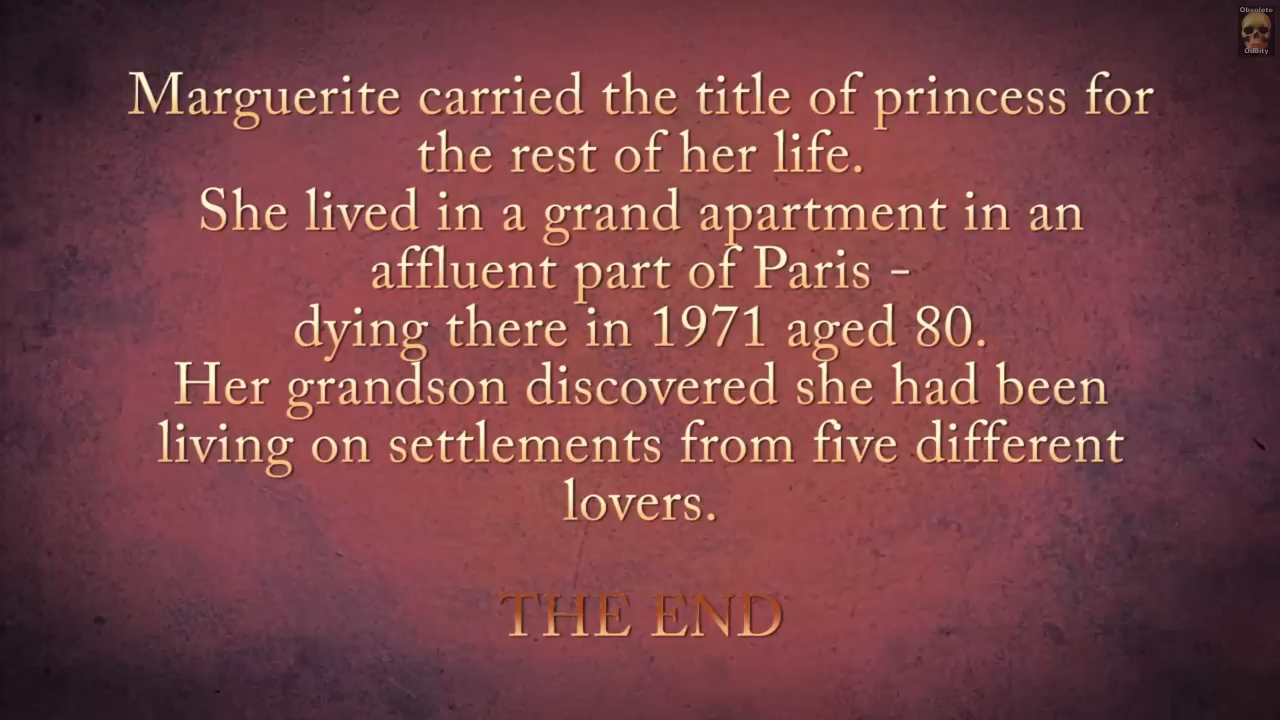 Obsolete
Oddity
Marguerite carried the title of princess for
the rest of her life.
She lived in a grand apartment in an
affluent part of Paris -
dying there in 1971 aged 80.
Her grandson discovered she had been
living on settlements from five different
lovers.
THE END